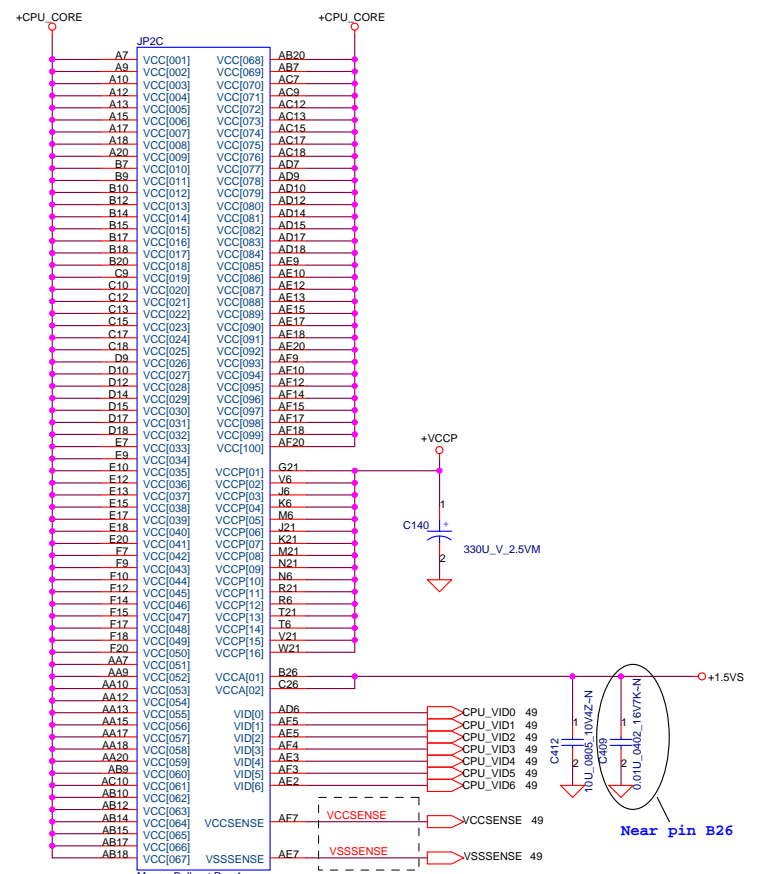 +CPU_CORE +CPU_CORE
JP2C
A7 VCC[001] VCC[068] AB20
A9 VCC[002] VCC[069] AB7
A10 VCC[003] VCC[070] AC7
A12 VCC[004] VCC[071] AC9
A13 VCC[005] VCC[072] AC12
A15 VCC[006] VCC[073] AC13
A17 VCC[007] VCC[074] AC15
A18 VCC[008] VCC[075] AC17
A20 VCC[009] VCC[076] AC18
B7 VCC[010] VCC[077] AD7
B9 VCC[011] VCC[078] AD9
B10 VCC[012] VCC[079] AD10
B12 VCC[013] VCC[080] AD12
B14 VCC[014] VCC[081] AD14
B15 VCC[015] VCC[082] AD15
B17 VCC[016] VCC[083] AD17
B18 VCC[017] VCC[084] AD18
B20 VCC[018] VCC[085] AE9
C9 VCC[019] VCC[086] AE10
C10 VCC[020] VCC[087] AE12
C12 VCC[021] VCC[088] AE13
C13 VCC[022] VCC[089] AE15
C15 VCC[023] VCC[090] AE17
C17 VCC[024] VCC[091] AE18
C18 VCC[025] VCC[092] AE20
D9 VCC[026] VCC[093] AF9
D10 VCC[027] VCC[094] AF10
D12 VCC[028] VCC[095] AF12
D14 VCC[029] VCC[096] AF14
D15 VCC[030] VCC[097] AF15
D17 VCC[031] VCC[098] AF17
D18 VCC[032] VCC[099] AF18
E7 VCC[033] VCC[100] AF20
E9 VCC[034]
E10 VCC[035] VCCP[01] G21
E12 VCC[036] VCCP[02] V6
E13 VCC[037] VCCP[03] J6
E15 VCC[038] VCCP[04] K6
E17 VCC[039] VCCP[05] M6
E18 VCC[040] VCCP[06] J21
E20 VCC[041] VCCP[07] K21
F7 VCC[042] VCCP[08] M21
F9 VCC[043] VCCP[09] N21
F10 VCC[044] VCCP[10] N6
F12 VCC[045] VCCP[11] R21
F14 VCC[046] VCCP[12] R6
F15 VCC[047] VCCP[13] T21
F17 VCC[048] VCCP[14] T6
F18 VCC[049] VCCP[15] V21
F20 VCC[050] VCCP[16] W21
AA7 VCC[051]
AA9 VCC[052] VCCA[01] B26
AA10 VCC[053] VCCA[02] C26
AA12 VCC[054]
AA13 VCC[055] VID[0] AD6 CPU_VID0 49
AA15 VCC[056] VID[1] AF5 CPU_VID1 49
AA17 VCC[057] VID[2] AE5 CPU_VID2 49
AA18 VCC[058] VID[3] AF4 CPU_VID3 49
AA20 VCC[059] VID[4] AE3 CPU_VID4 49
AB9 VCC[060] VID[5] AF3 CPU_VID5 49
AC10 VCC[061] VID[6] AE2 CPU_VID6 49
AB10 VCC[062]
AB12 VCC[063]
AB14 VCC[064] VCCSENSE AF7 VCCSENSE VCCSENSE 49
AB15 VCC[065]
AB17 VCC[066]
AB18 VCC[067] VSSSENSE AE7 VSSSENSE VSSSENSE 49
+VCCP
1
C140
+
330U_V_2.5VM
2
+1.5VS
1
C412
10U_0805_10V4Z~N
2
1
C409
0.01U_0402_16V7K~N
2
Near pin B26